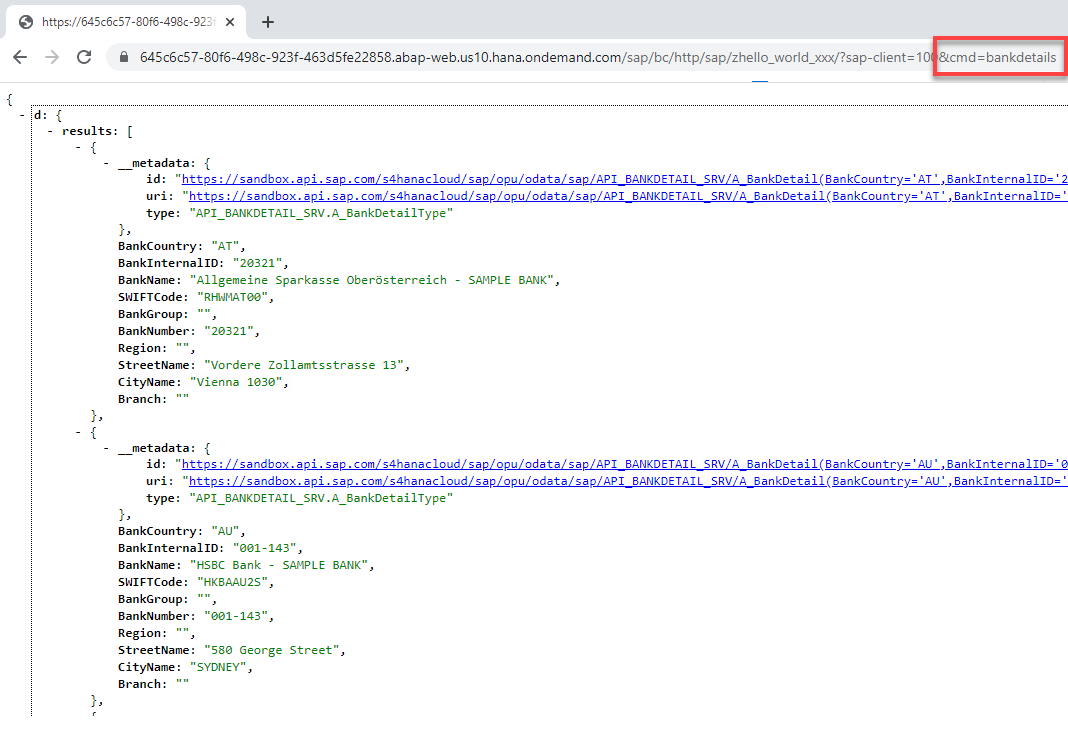 https://645c6c57-80f6-498c-923f
645c6c57-80f6-498c-923f-463d5fe22858.abap-web.us10.hana.ondemand.com/sap/bc/http/sap/zhello_world_xxx/?sap-client=100&cmd=bankdetails
{
- d: {
- results: [
- {
- __metadata: {
id: "https://sandbox.api.sap.com/s4hanacloud/sap/opu/odata/sap/API_BANKDETAIL_SRV/A_BankDetail(BankCountry='AT',BankInternalID='2
uri: "https://sandbox.api.sap.com/s4hanacloud/sap/opu/odata/sap/API_BANKDETAIL_SRV/A_BankDetail(BankCountry='AT',BankInternalID='
type: "API_BANKDETAIL_SRV.A_BankDetailType"
},
BankCountry: "AT",
BankInternalID: "20321",
BankName: "Allgemeine Sparkasse Oberösterreich - SAMPLE BANK",
SWIFTCode: "RHWMAT00",
BankGroup: "",
BankNumber: "20321",
Region: "",
StreetName: "Vordere Zollamtsstrasse 13",
CityName: "Vienna 1030",
Branch: ""
},
- {
- __metadata: {
id: "https://sandbox.api.sap.com/s4hanacloud/sap/opu/odata/sap/API_BANKDETAIL_SRV/A_BankDetail(BankCountry='AU',BankInternalID='0
uri: "https://sandbox.api.sap.com/s4hanacloud/sap/opu/odata/sap/API_BANKDETAIL_SRV/A_BankDetail(BankCountry='AU',BankInternalID='
type: "API_BANKDETAIL_SRV.A_BankDetailType"
},
BankCountry: "AU",
BankInternalID: "001-143",
BankName: "HSBC Bank - SAMPLE BANK",
SWIFTCode: "HKBAAU2S",
BankGroup: "",
BankNumber: "001-143",
Region: "",
StreetName: "580 George Street",
CityName: "SYDNEY",
Branch: ""
},